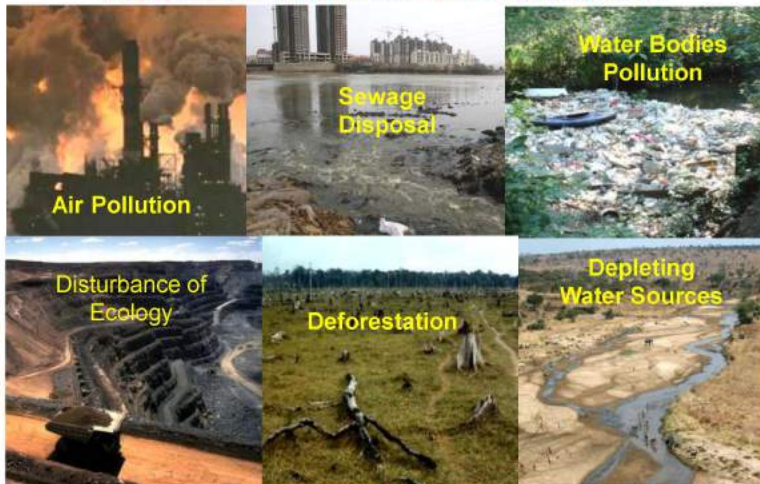 Air Pollution
Sewage
Disposal
Water Bodies
Pollution
Disturbance of
Ecology
Deforestation
Depleting
Water Sources